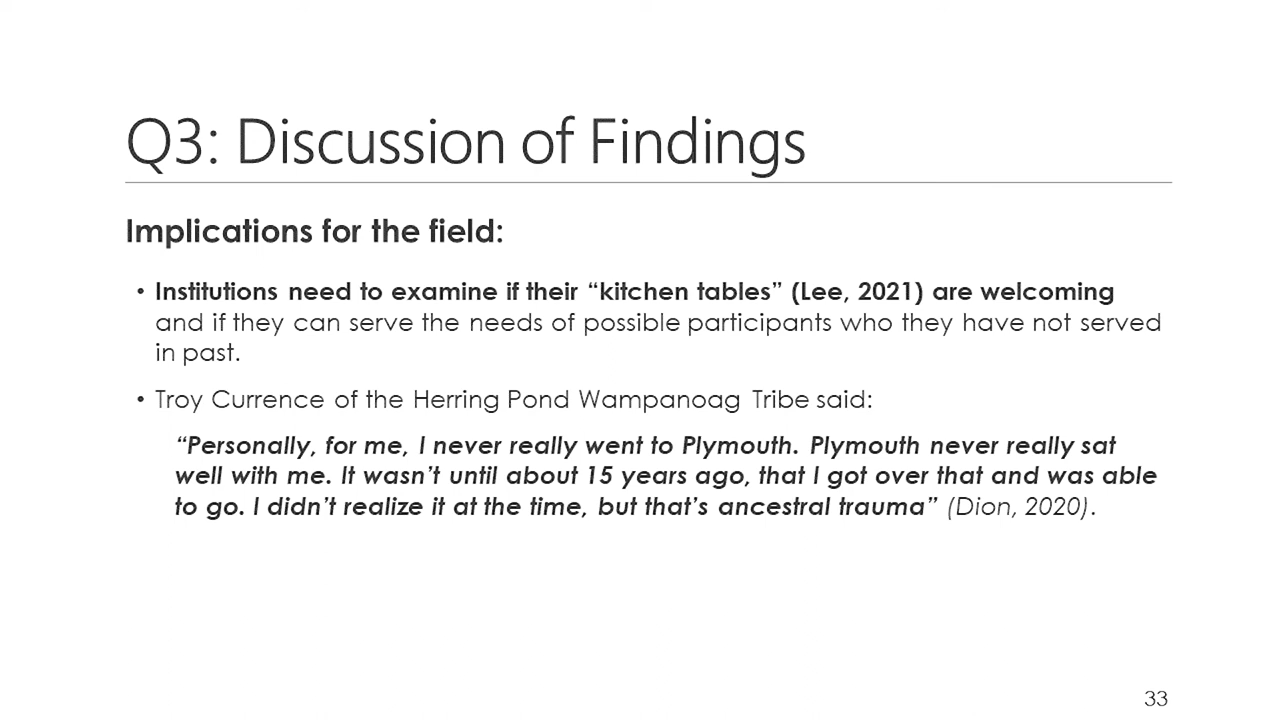 Q3: Discussion of Findings
Implications for the field:
• Institutions need to examine if their “kitchen tables” (Lee, 2021) are welcoming
and if they can serve the needs of possible participants who they have not served
in past.
• Troy Currence of the Herring Pond Wampanoag Tribe said:
“Personally, for me, I never really went to Plymouth. Plymouth never really sat
well with me. It wasn’t until about 15 years ago, that I got over that and was able
to go. I didn’t realize it at the time, but that’s ancestral trauma” (Dion, 2020).
33